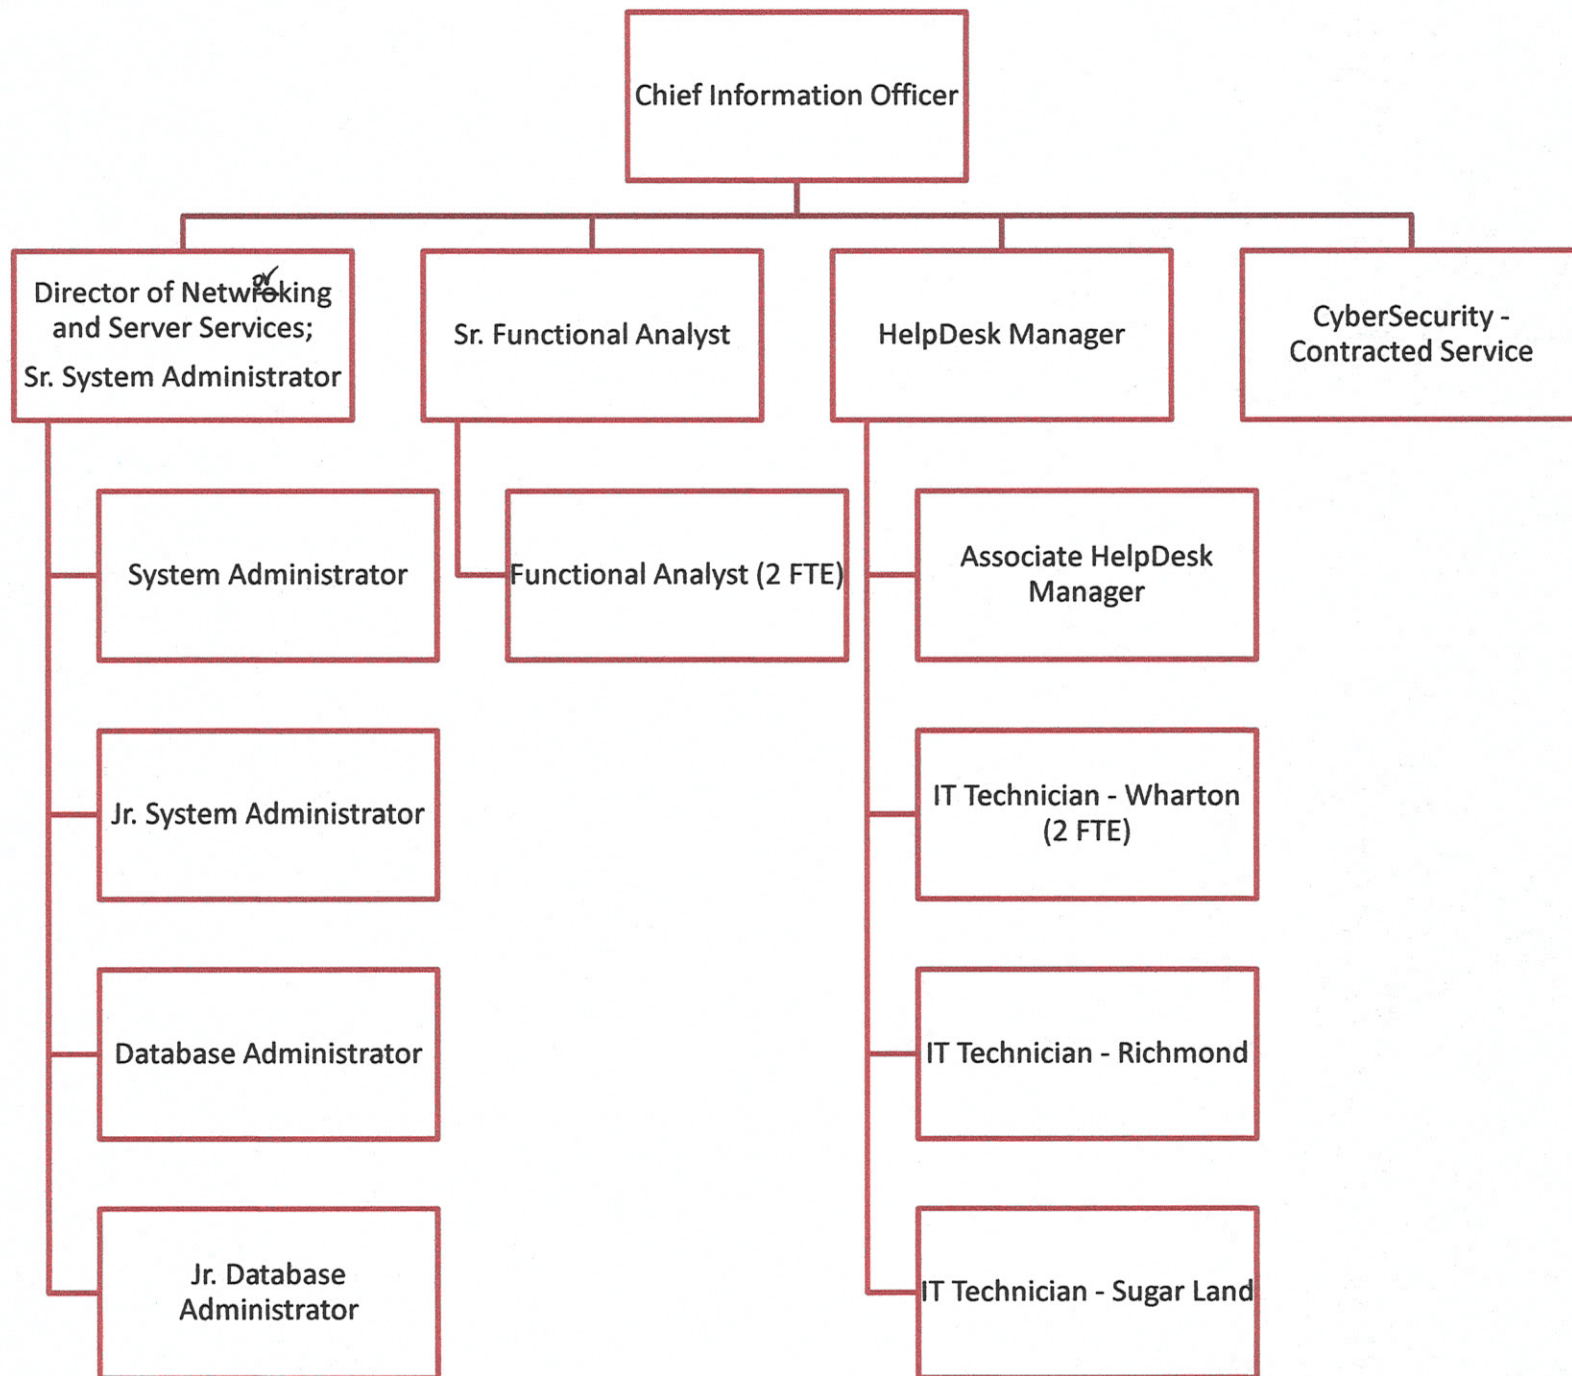 Chief Information Officer
or
Director of Netwroking
and Server Services;
Sr. System Administrator
Sr. Functional Analyst
HelpDesk Manager
CyberSecurity -
Contracted Service
System Administrator
Functional Analyst (2 FTE)
Associate HelpDesk
Manager
Jr. System Administrator
IT Technician - Wharton
(2 FTE)
Database Administrator
IT Technician - Richmond
Jr. Database
Administrator
IT Technician - Sugar Land